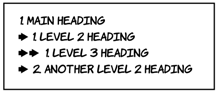 1 MAIN HEADING
➧ 1 LEVEL 2 HEADING
➧➧ 1 LEVEL 3 HEADING
➧ 2 ANOTHER LEVEL 2 HEADING